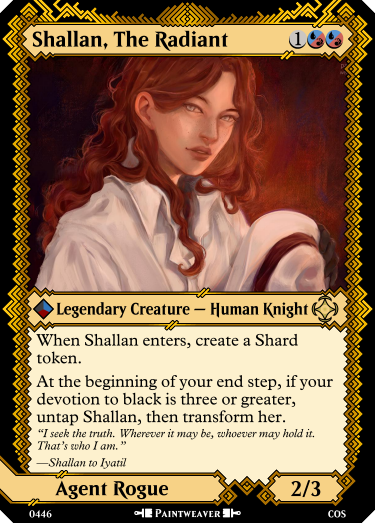 Shallan, The Radiant 1
Legendary Creature — Human Knight
When Shallan enters, create a Shard
token.
At the beginning of your end step, if your
devotion to black is three or greater,
untap Shallan, then transform her.
“I seek the truth. Wherever it may be, whoever may hold it.
That’s who I am.”
—Shallan to Iyatil
Agent Rogue 2/3
0446 Paintweaver COS